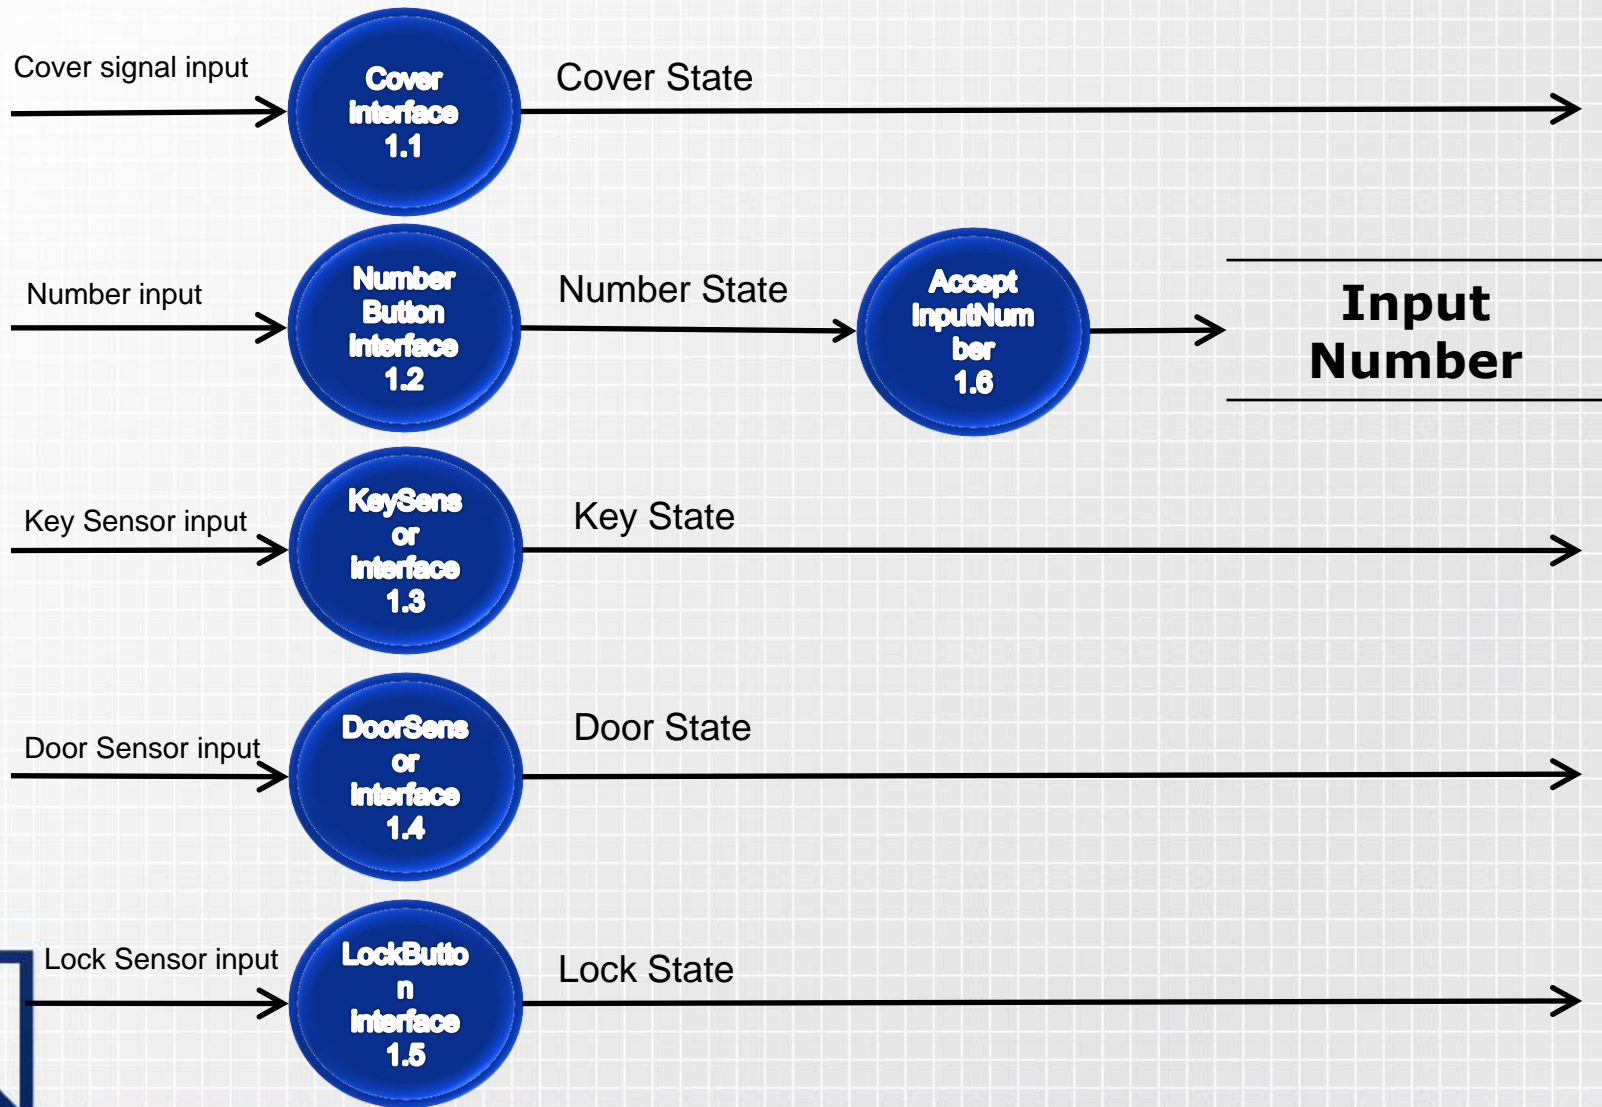 Cover signal input
Cover
interface
1.1
Cover State
Number input
Number
Button
interface
1.2
Number State
Accept
InputNum
ber
1.6
Input
Number
Key Sensor input
KeySens
or
interface
1.3
Key State
Door Sensor input
DoorSens
or
interface
1.4
Door State
Lock Sensor input
LockButto
n
interface
1.5
Lock State